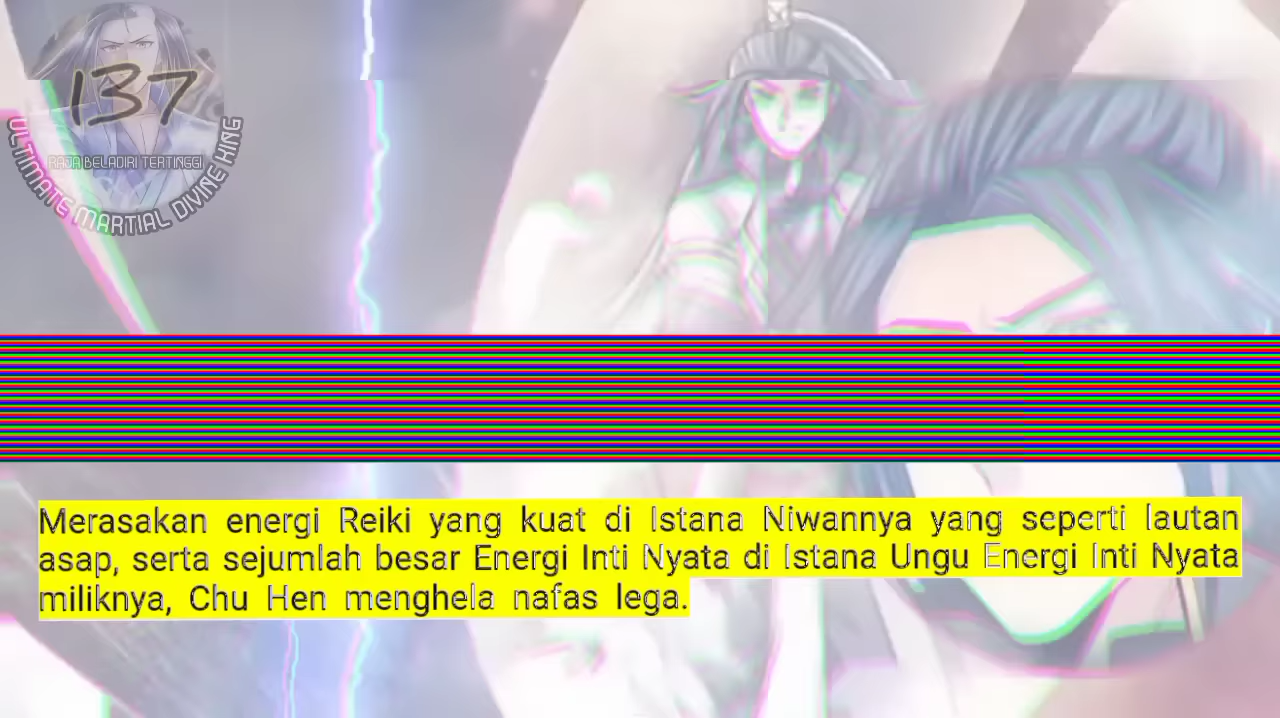 137
RAJA BELADIRI TERTINGGI
ULTIMATE MARTIAL DIVINE KING
Merasakan energi Reiki yang kuat di Istana Niwannya yang seperti lautan
asap, serta sejumlah besar Energi Inti Nyata di Istana Ungu Energi Inti Nyata
miliknya, Chu Hen menghela nafas lega.